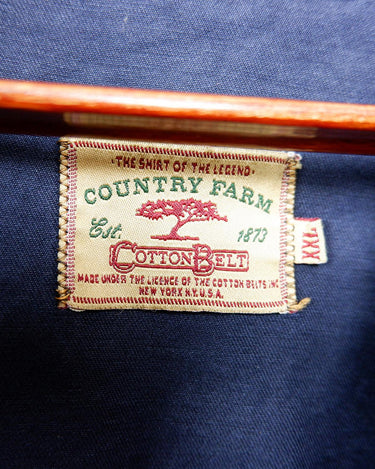 ·THE SHIRT OF THE LEGEND·
COUNTRY FARM
Est. 1873
COTTON BELT
MADE UNDER THE LICENCE OF THE COTTON BELTS INC.
NEW YORK N.Y. U.S.A.
XXL